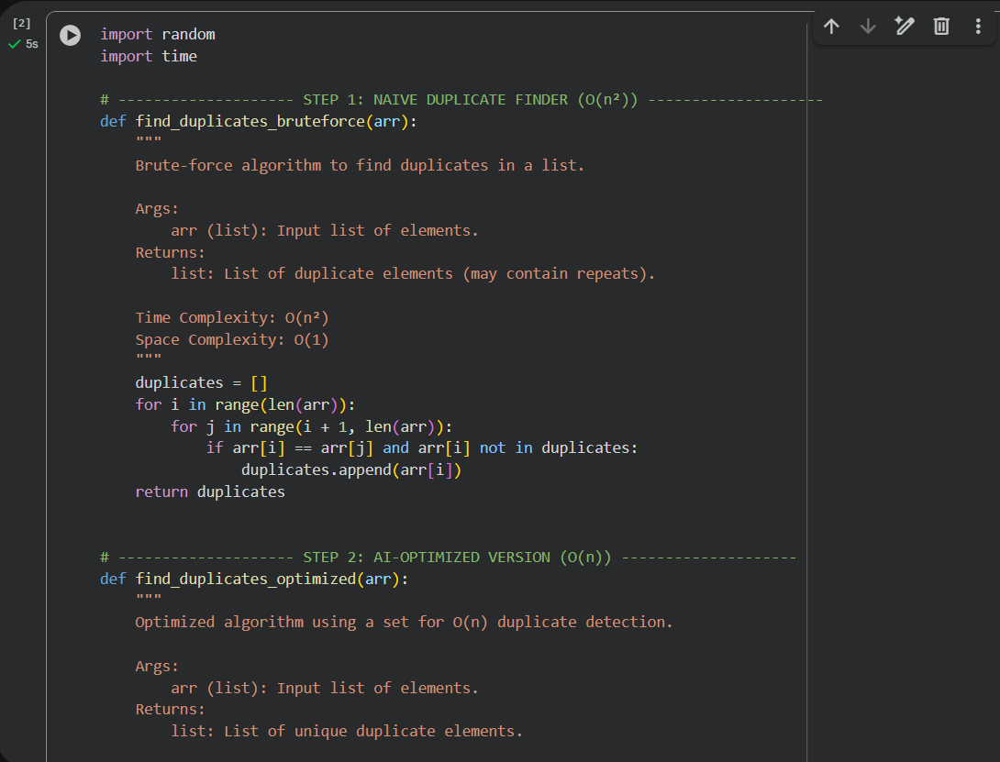 [2]
5s
import random
import time
# -------------------- STEP 1: NAIVE DUPLICATE FINDER (O(n²)) --------------------
def find_duplicates_bruteforce(arr):
    """
    Brute-force algorithm to find duplicates in a list.
    Args:
        arr (list): Input list of elements.
    Returns:
        list: List of duplicate elements (may contain repeats).
    Time Complexity: O(n²)
    Space Complexity: O(1)
    """
    duplicates = []
    for i in range(len(arr)):
        for j in range(i + 1, len(arr)):
            if arr[i] == arr[j] and arr[i] not in duplicates:
                duplicates.append(arr[i])
    return duplicates
# -------------------- STEP 2: AI-OPTIMIZED VERSION (O(n)) --------------------
def find_duplicates_optimized(arr):
    """
    Optimized algorithm using a set for O(n) duplicate detection.
    Args:
        arr (list): Input list of elements.
    Returns:
        list: List of unique duplicate elements.